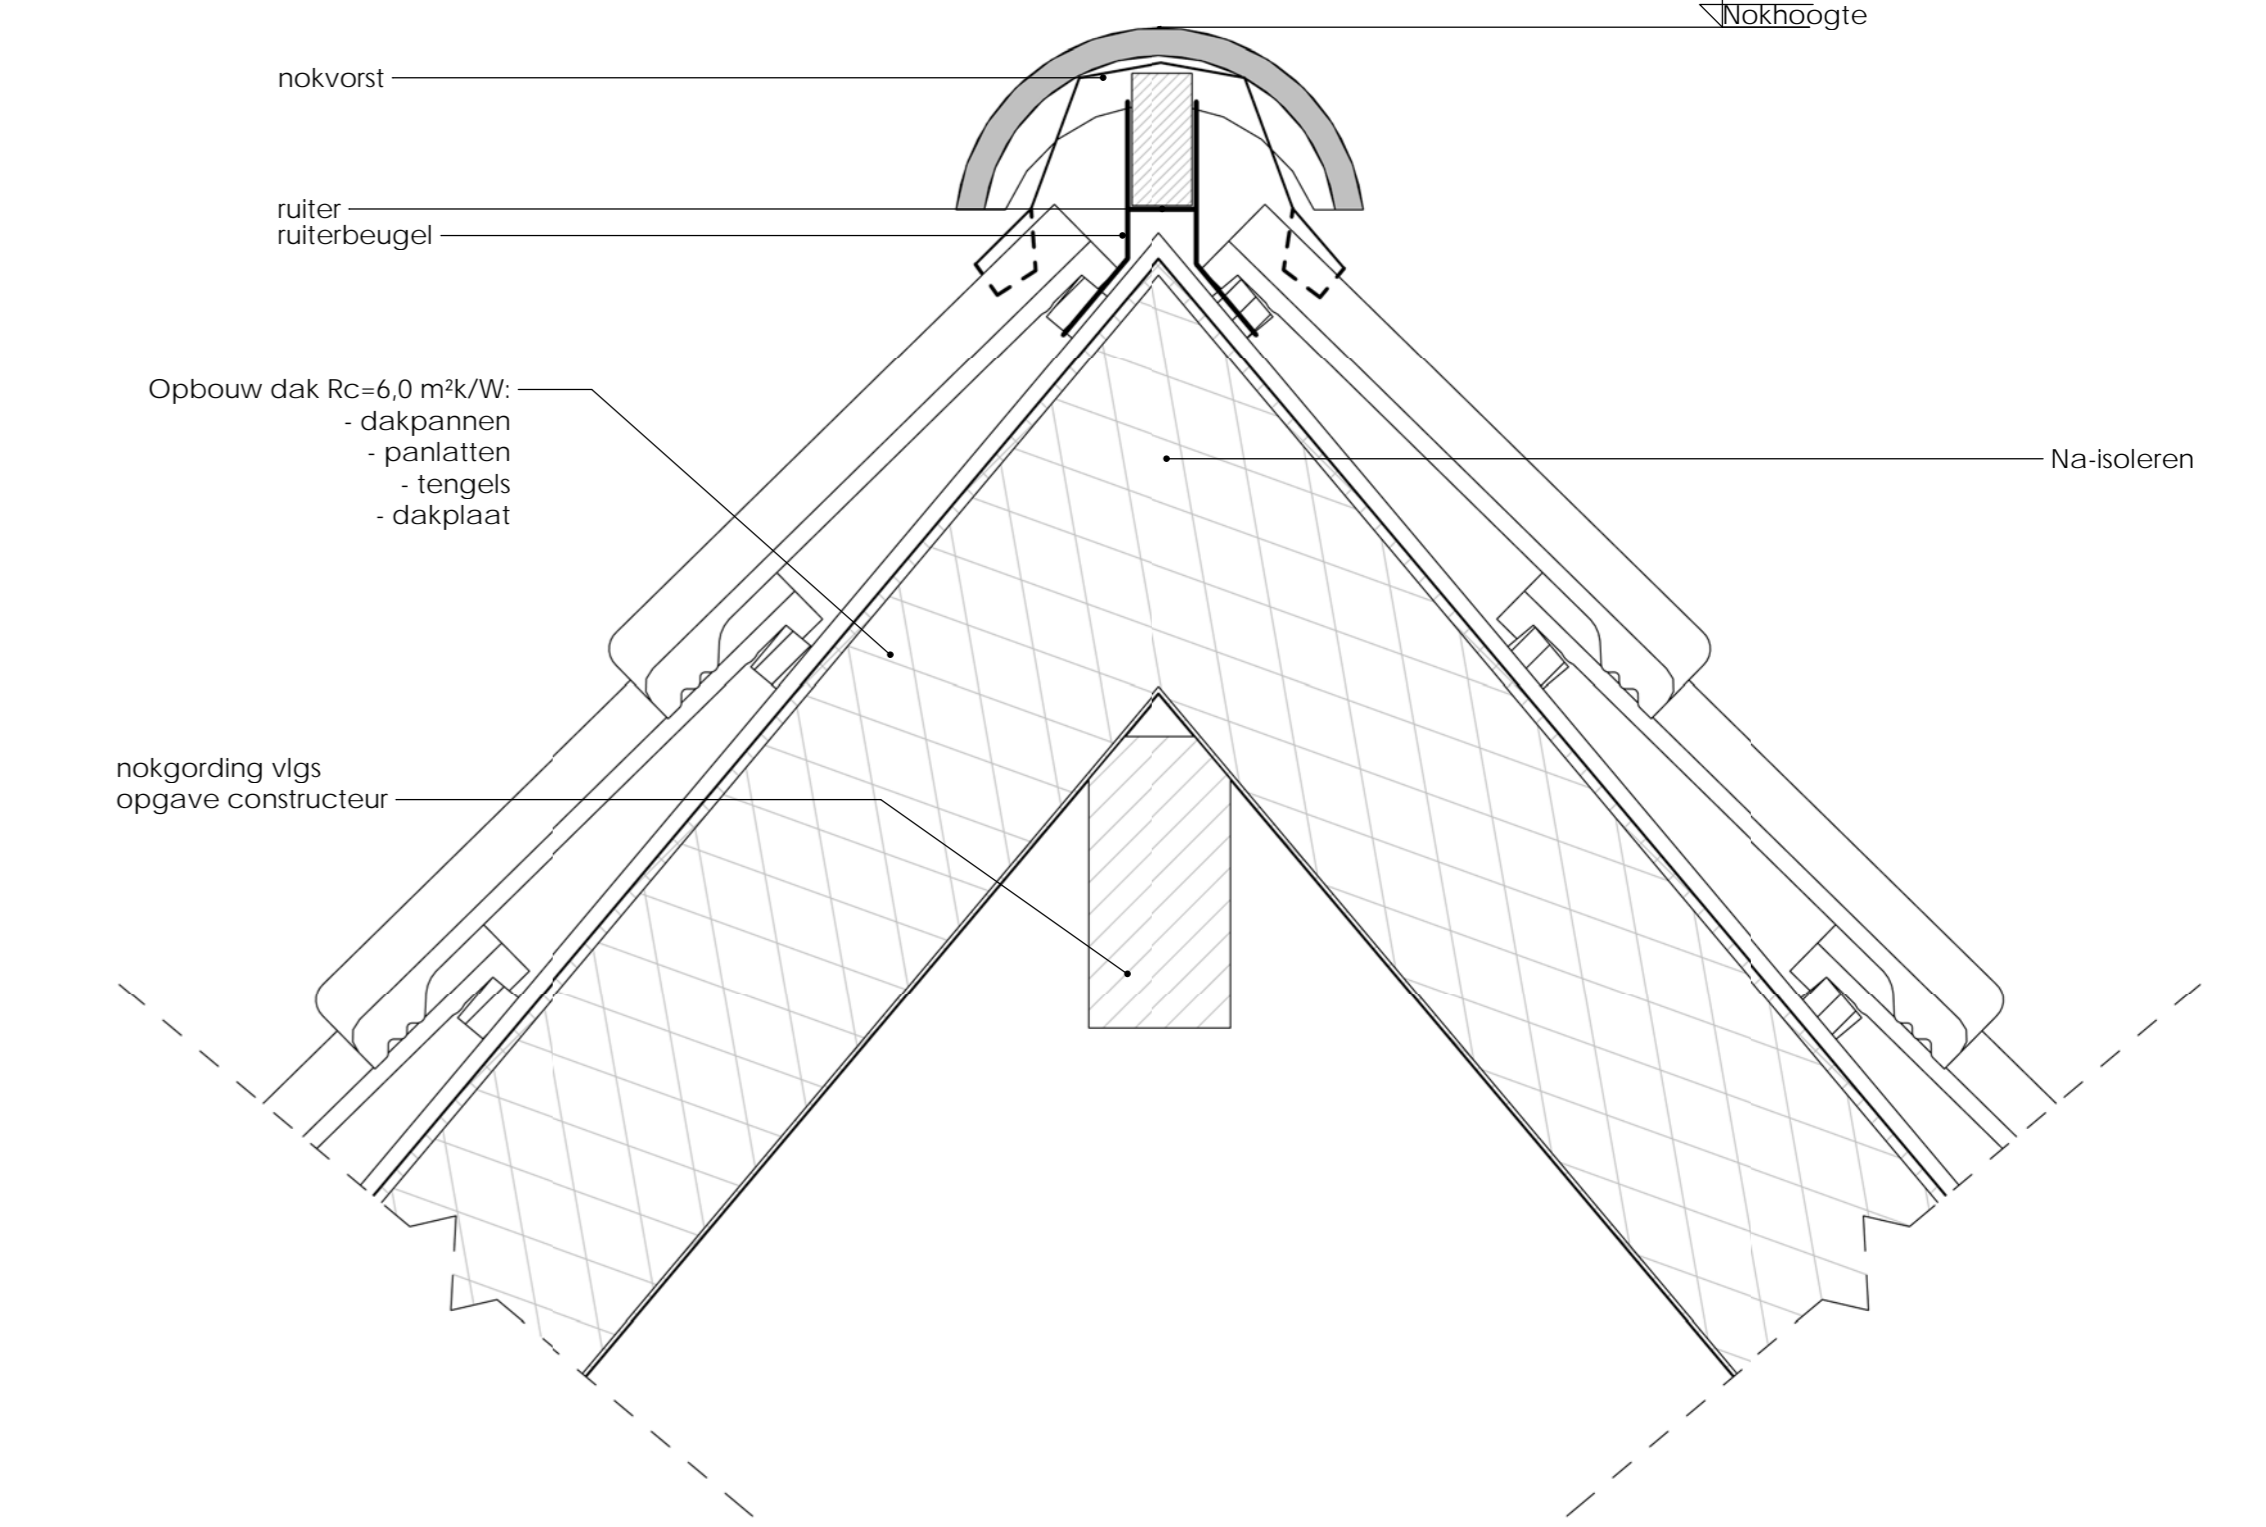 Nokhoogte
nokvorst
ruiter
ruiterbeugel
Opbouw dak Rc=6,0 m²k/W:
- dakpannen
- panlatten
- tengels
- dakplaat
Na-isoleren
nokgording vlgs
opgave constructeur